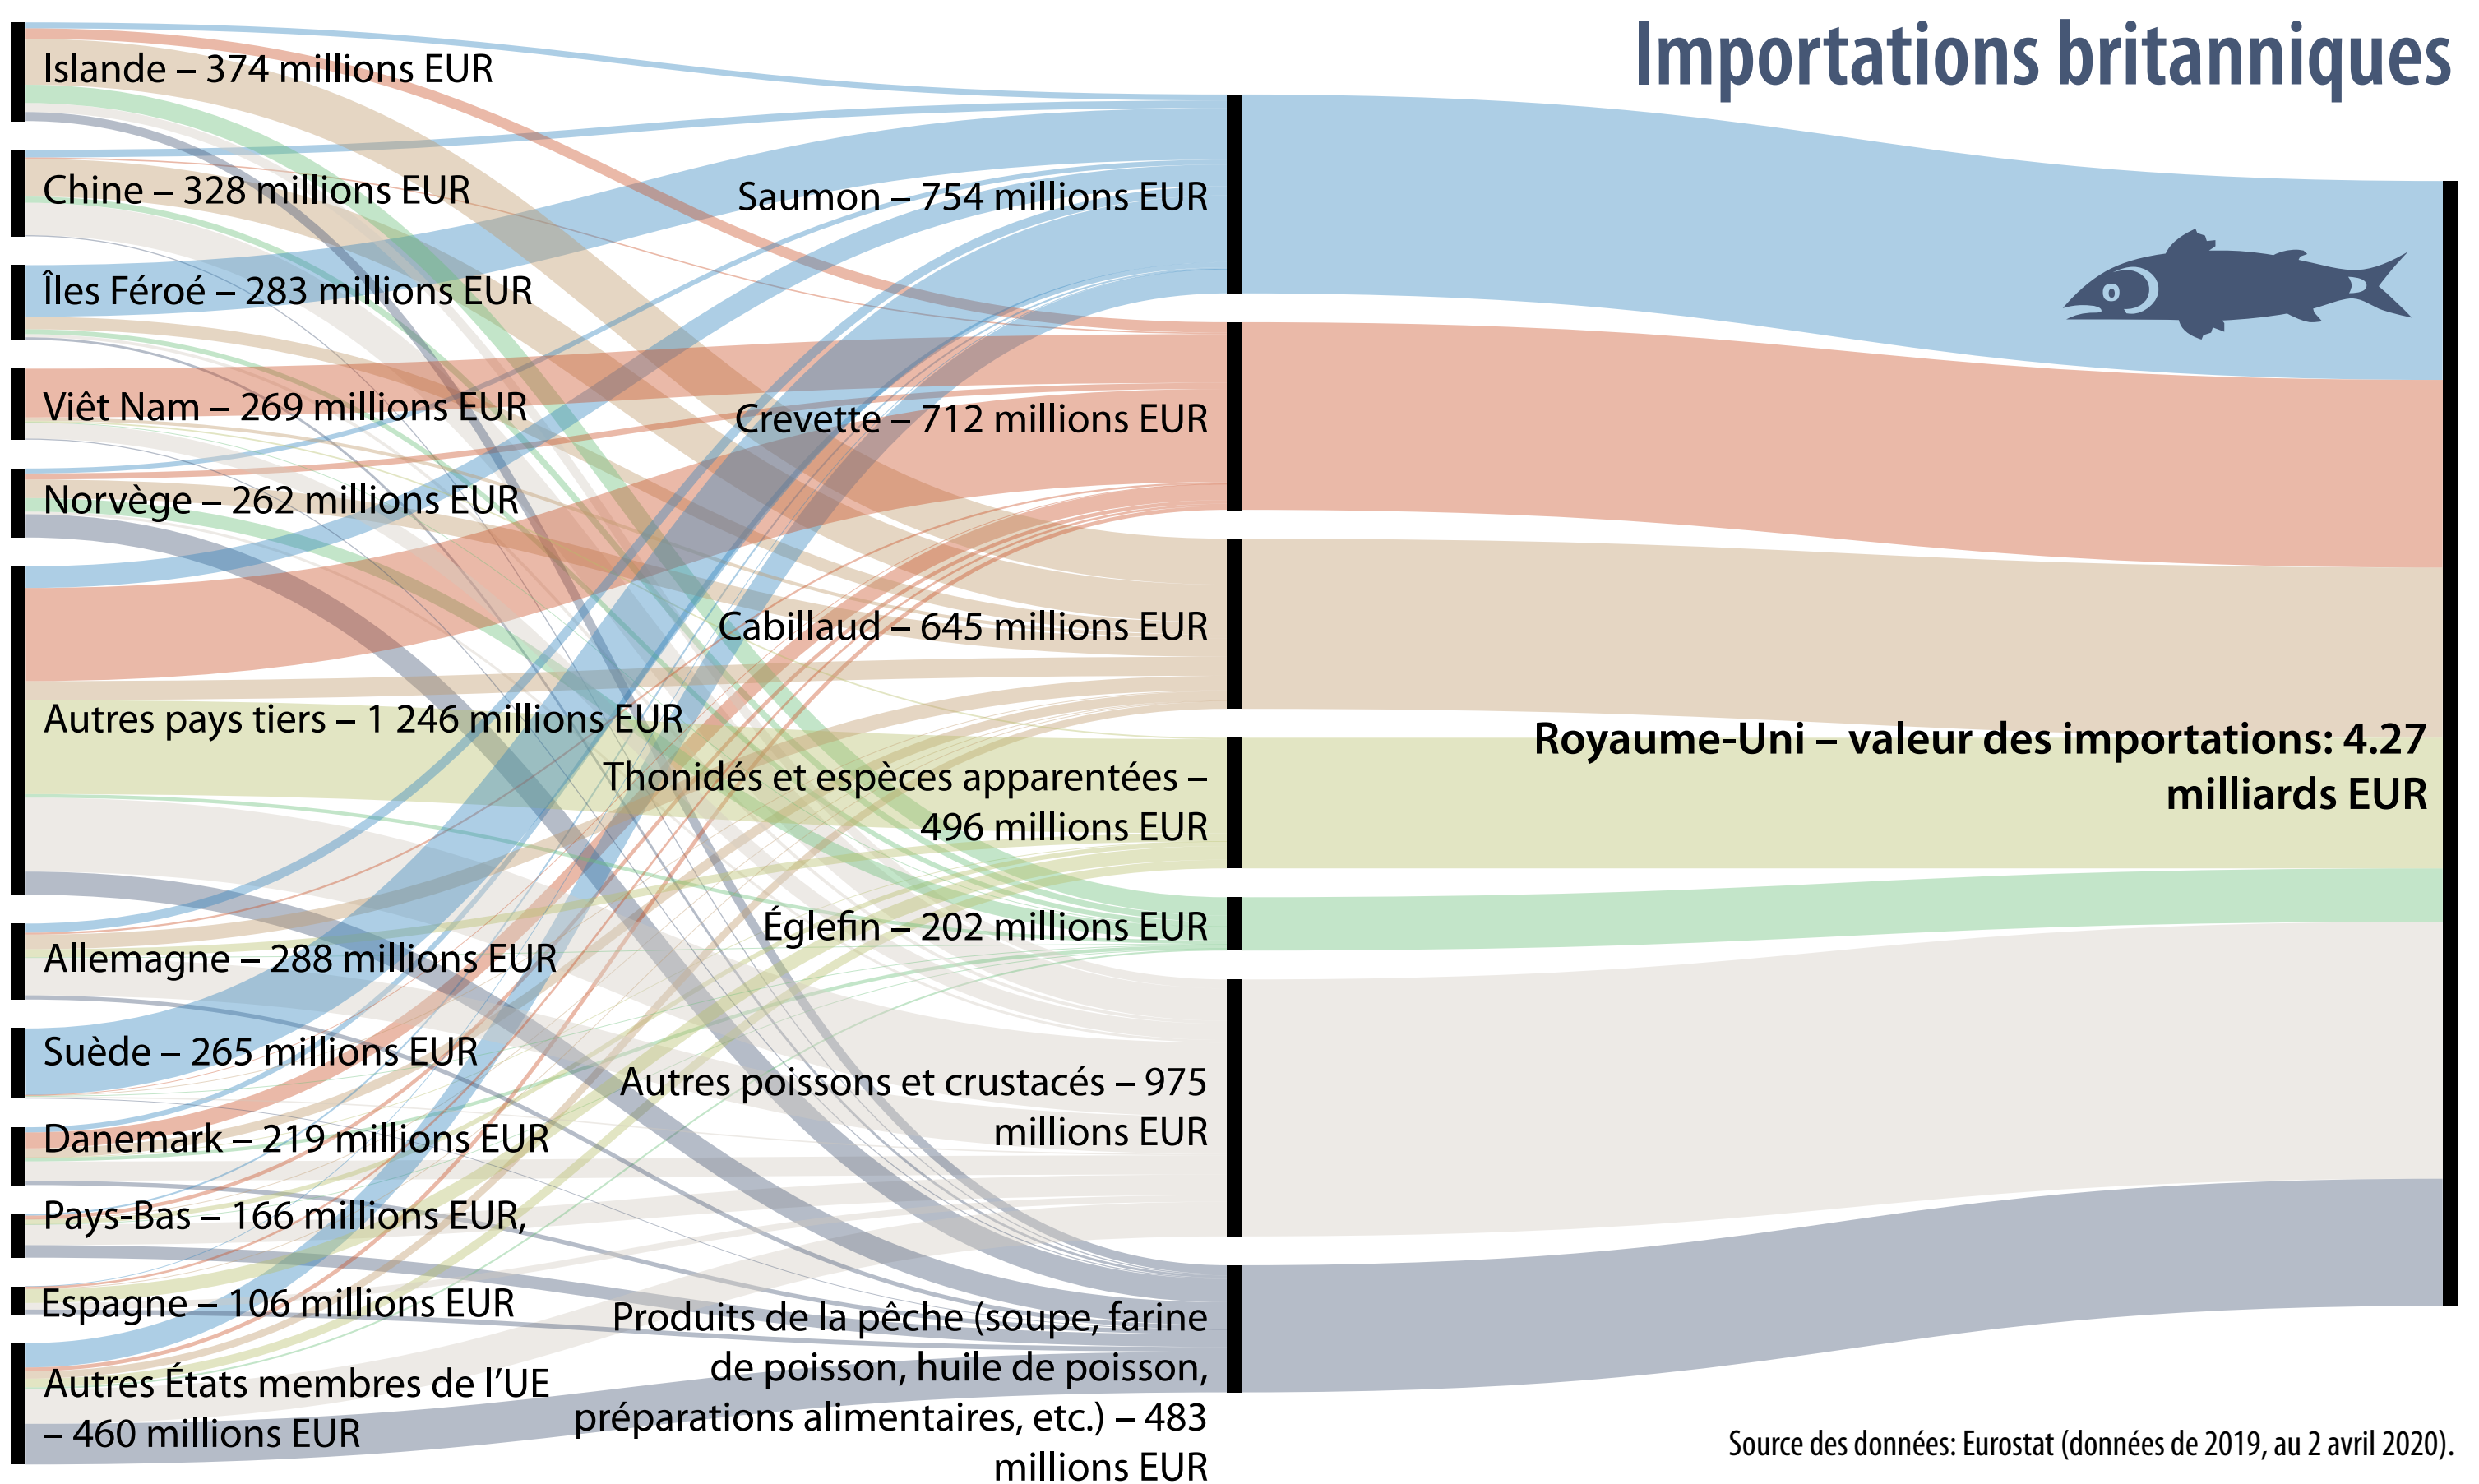 Importations britanniques
Islande – 374 millions EUR
Chine – 328 millions EUR
Îles Féroé – 283 millions EUR
Viêt Nam – 269 millions EUR
Norvège – 262 millions EUR
Autres pays tiers – 1 246 millions EUR
Allemagne – 288 millions EUR
Suède – 265 millions EUR
Danemark – 219 millions EUR
Pays-Bas – 166 millions EUR,
Espagne – 106 millions EUR
Autres États membres de l’UE
– 460 millions EUR
Saumon – 754 millions EUR
Crevette – 712 millions EUR
Cabillaud – 645 millions EUR
Thonidés et espèces apparentées –
496 millions EUR
Églefin – 202 millions EUR
Autres poissons et crustacés – 975
millions EUR
Produits de la pêche (soupe, farine
de poisson, huile de poisson,
préparations alimentaires, etc.) – 483
millions EUR
Royaume-Uni – valeur des importations: 4.27
milliards EUR
Source des données: Eurostat (données de 2019, au 2 avril 2020).